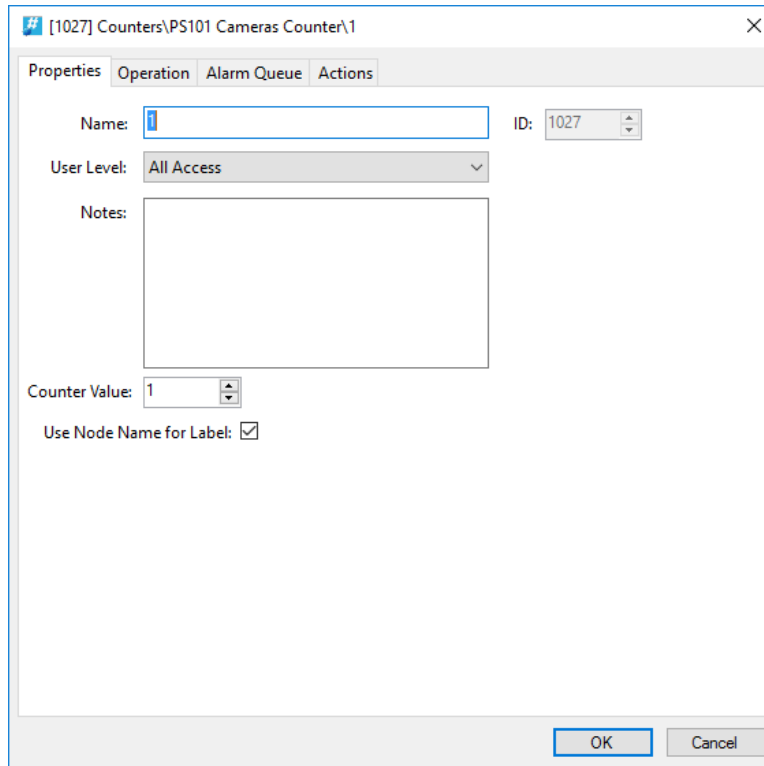 [1027] Counters\PS101 Cameras Counter\1
Properties Operation Alarm Queue Actions
Name: 1 ID: 1027
User Level: All Access
Notes:
Counter Value: 1
Use Node Name for Label:
OK Cancel